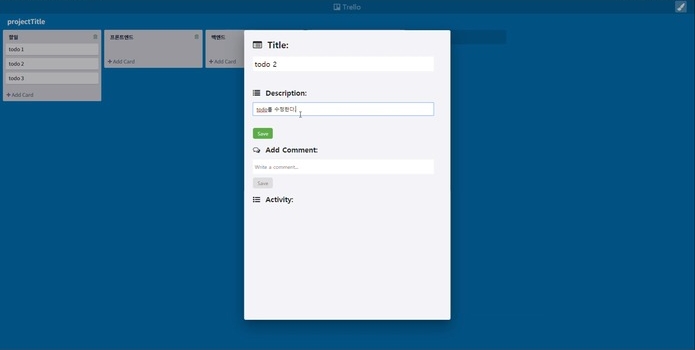 Trello
projectTitle
할일
todo 1
todo 2
todo 3
+ Add Card
프론트엔드
+ Add Card
백엔드
+ Add Card
Title:
todo 2
Description:
todo를 수정한다.
Save
Add Comment:
Write a comment...
Save
Activity: